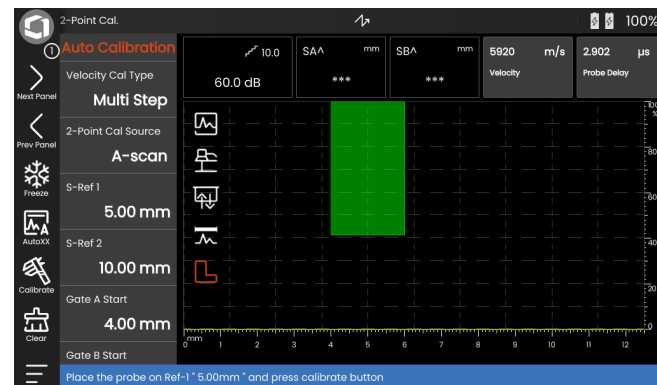 2-Point Cal.
100%
1
Auto Calibration
10.0
60.0 dB
SA^ mm
***
SB^ mm
***
5920 m/s
Velocity
2.902 µs
Probe Delay
Next Panel
Prev Panel
Freeze
AutoXX
Calibrate
Clear
Velocity Cal Type
Multi Step
2-Point Cal Source
A-scan
S-Ref 1
5.00 mm
S-Ref 2
10.00 mm
Gate A Start
4.00 mm
Gate B Start
100
%
80
60
40
20
0
mm
0 1 2 3 4 5 6 7 8 9 10 11 12
Place the probe on Ref-1 " 5.00mm " and press calibrate button